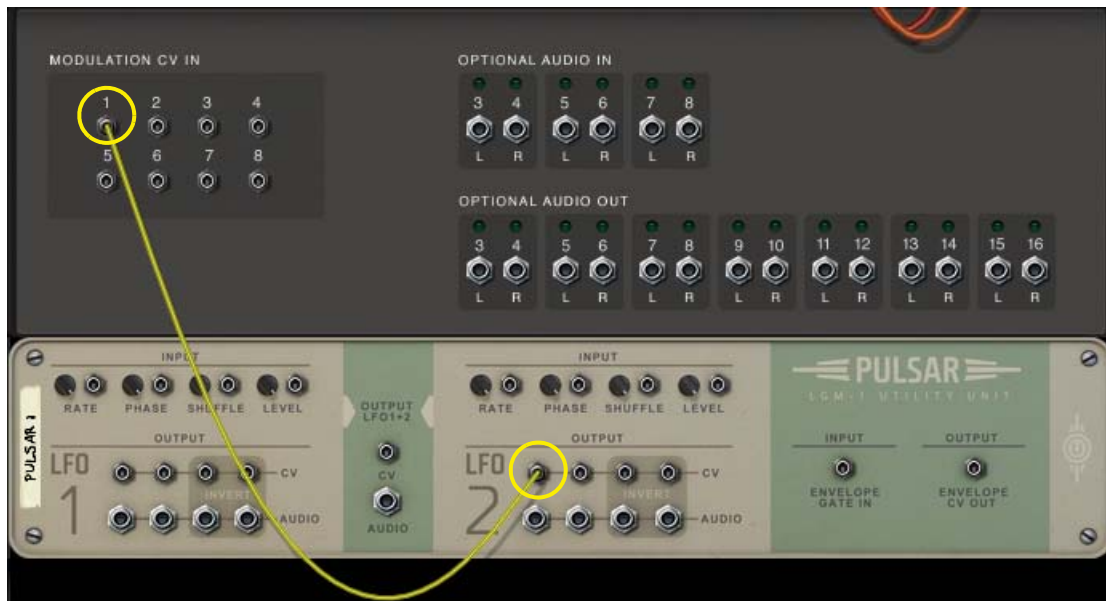 MODULATION CV IN
1 2 3 4
5 6 7 8
OPTIONAL AUDIO IN
3 4 5 6 7 8
L R L R L R
OPTIONAL AUDIO OUT
3 4 5 6 7 8 9 10 11 12 13 14 15 16
L R L R L R L R L R L R L R
PULSAR 1
INPUT
RATE PHASE SHUFFLE LEVEL
OUTPUT
LFO
1
CV
INVERT
AUDIO
OUTPUT
LFO1+2
CV
AUDIO
INPUT
RATE PHASE SHUFFLE LEVEL
OUTPUT
LFO
2
CV
INVERT
AUDIO
PULSAR
LGM-1 UTILITY UNIT
INPUT
ENVELOPE
GATE IN
OUTPUT
ENVELOPE
CV OUT